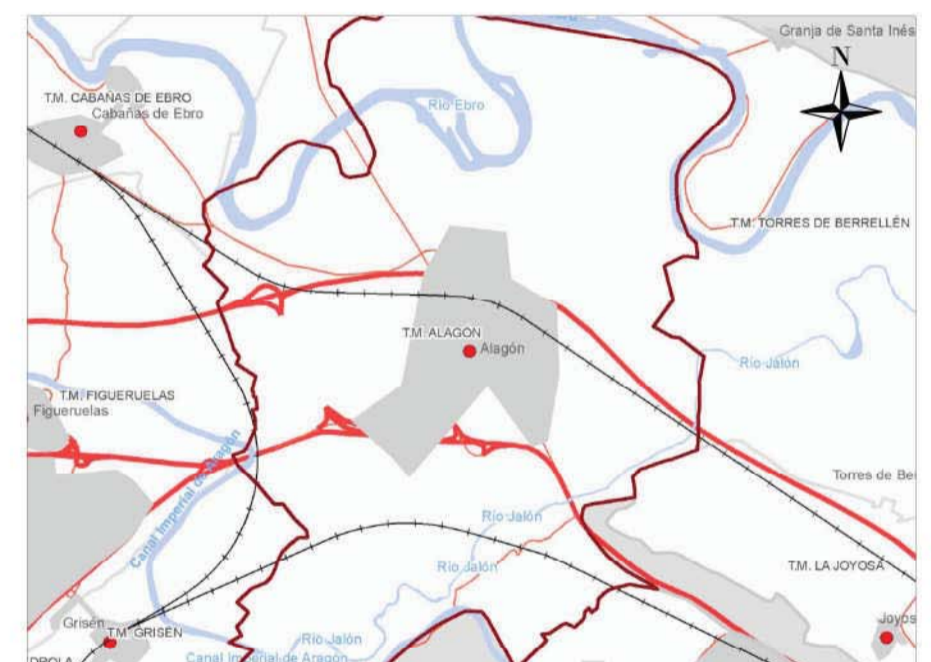 Granja de Santa Inés
N
T.M. CABAÑAS DE EBRO
Cabañas de Ebro
Río Ebro
T.M. TORRES DE BERRELLÉN
T.M. ALAGÓN
Alagón
Río Jalón
T.M. FIGUERUELAS
Figueruelas
Canal Imperial de Aragón
Torres de Be
Río Jalón
Río Jalón
T.M. LA JOYOSA
Grisén
T.M. GRISÉN
Joyos
Río Jalón
Canal Imperial de Aragón
DROLA